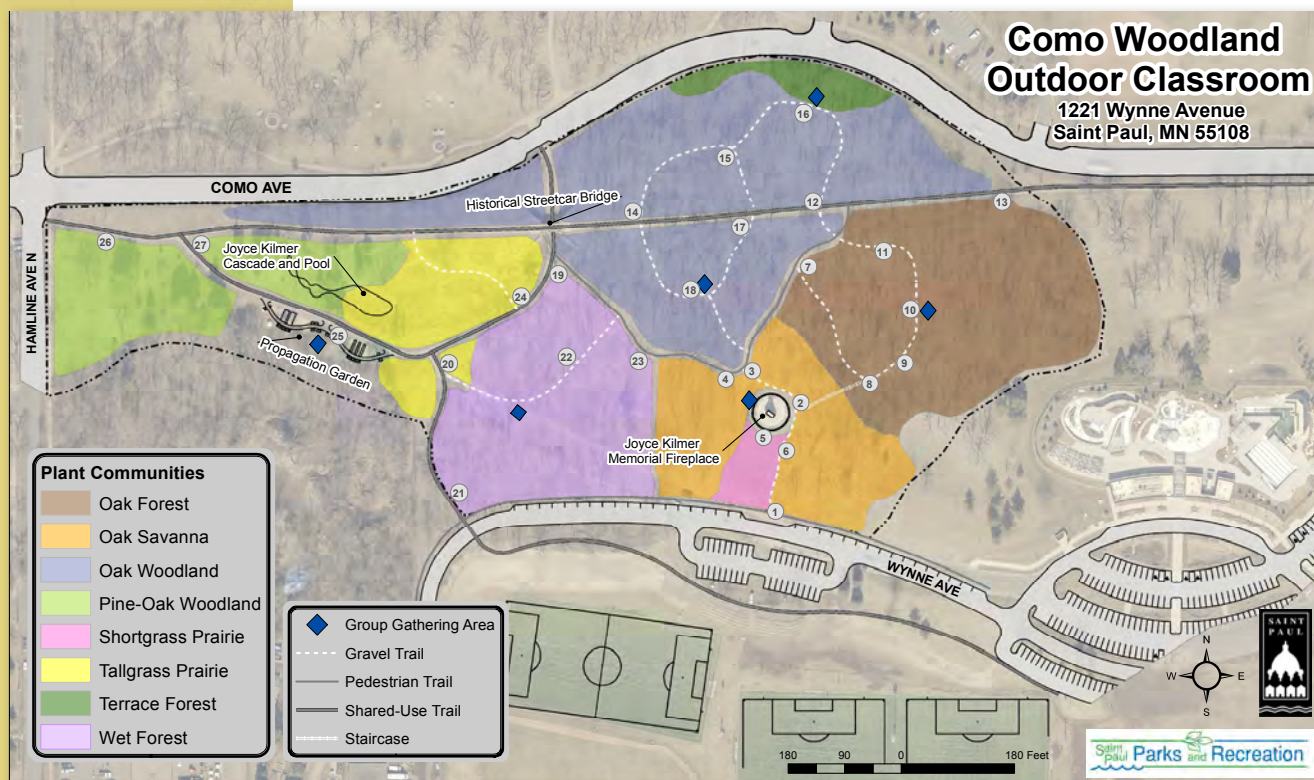 Como Woodland
Outdoor Classroom
1221 Wynne Avenue
Saint Paul, MN 55108
COMO AVE
HAMLINE AVE N
WYNNE AVE
Historical Streetcar Bridge
Joyce Kilmer
Cascade and Pool
Propagation Garden
Joyce Kilmer
Memorial Fireplace
16
15
14
12
13
17
11
26
27
7
19
18
24
10
25
22
23
20
3
4
9
8
2
5
6
21
1
Plant Communities
Oak Forest
Oak Savanna
Oak Woodland
Pine-Oak Woodland
Shortgrass Prairie
Tallgrass Prairie
Terrace Forest
Wet Forest
Group Gathering Area
Gravel Trail
Pedestrian Trail
Shared-Use Trail
Staircase
N
W
E
S
180 90 0 180 Feet
SAINT
PAUL
Saint Paul Parks and Recreation